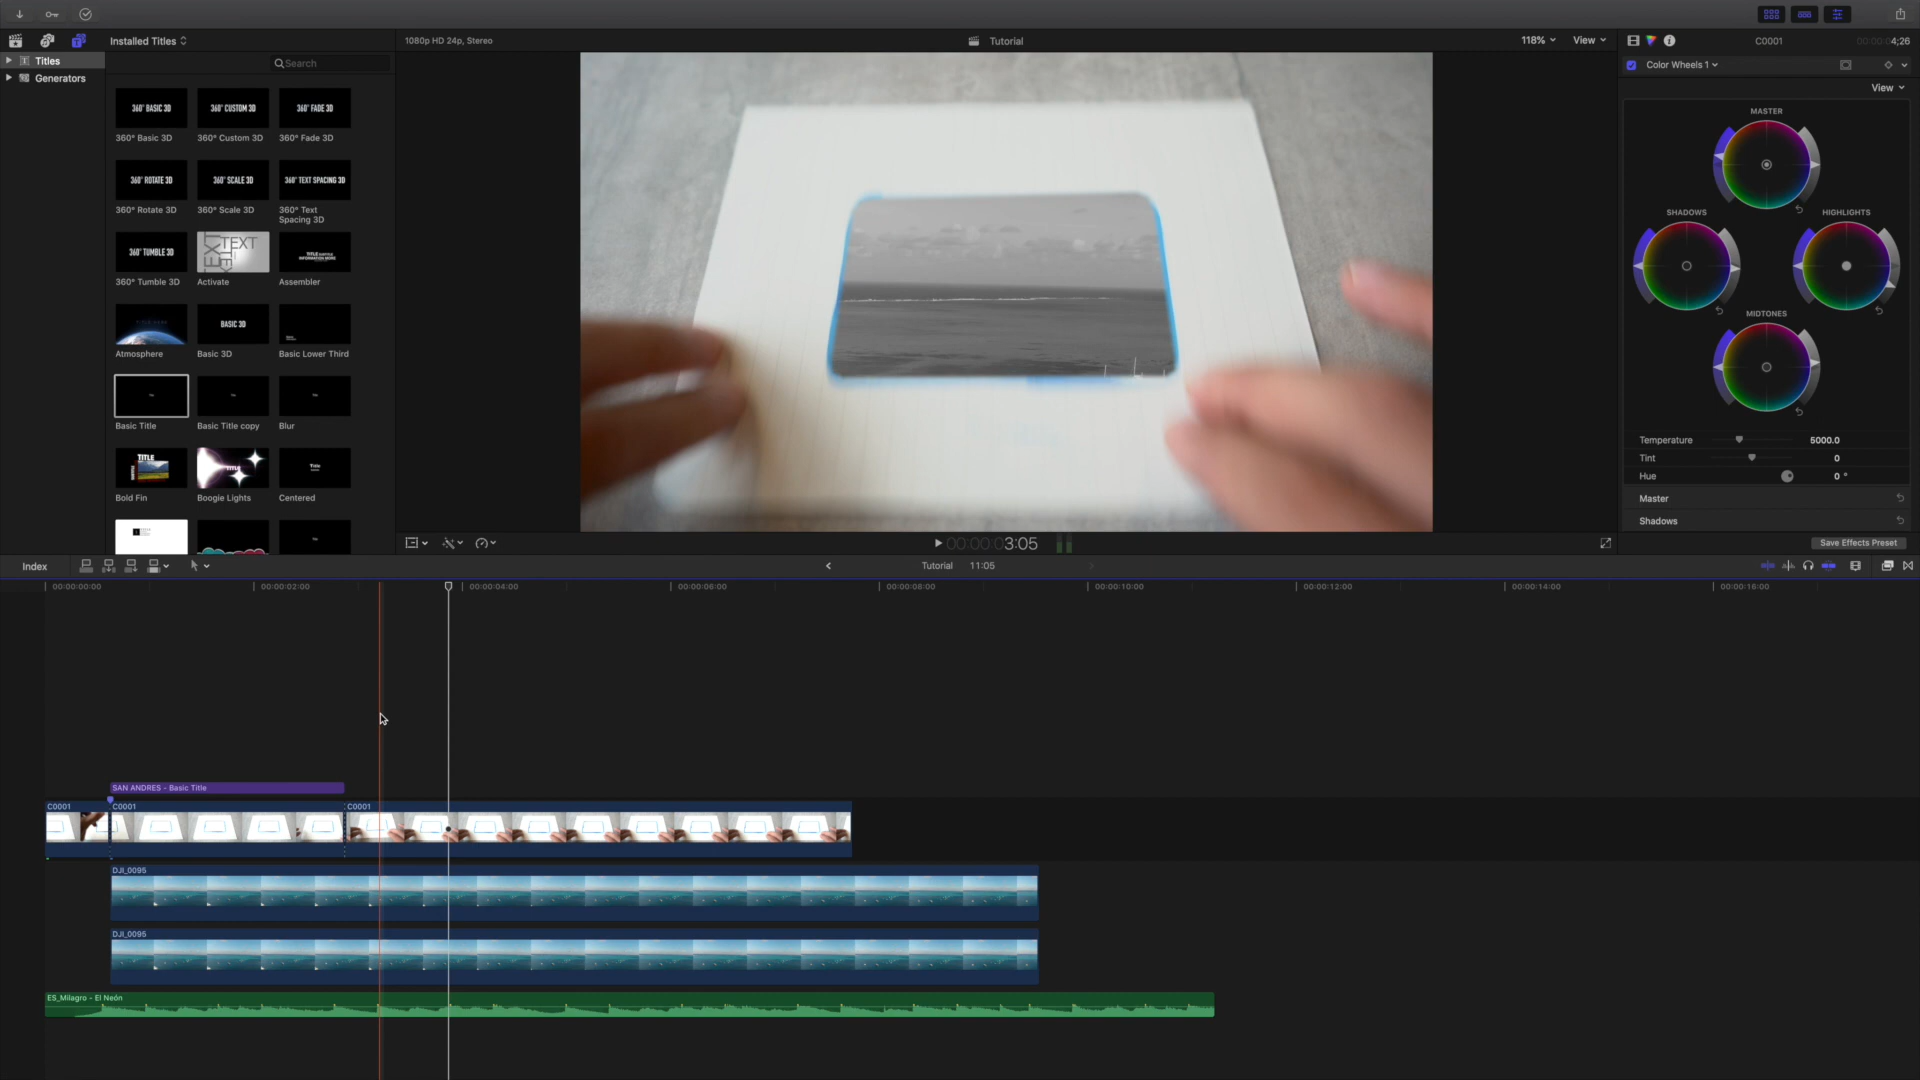 Installed Titles
1080p HD 24p, Stereo
Tutorial
118%
View
C0001
4;26
Titles
Generators
Search
Color Wheels 1
View
360° BASIC 3D
360° CUSTOM 3D
360° FADE 3D
360° Basic 3D
360° Custom 3D
360° Fade 3D
360° ROTATE 3D
360° SCALE 3D
360° TEXT SPACING 3D
360° Rotate 3D
360° Scale 3D
360° Text
Spacing 3D
360° TUMBLE 3D
TEXT
360° Tumble 3D
Activate
Assembler
BASIC 3D
Atmosphere
Basic 3D
Basic Lower Third
Basic Title
Basic Title copy
Blur
TITLE
Title
Bold Fin
Boogie Lights
Centered
MASTER
SHADOWS
HIGHLIGHTS
MIDTONES
Temperature
5000.0
Tint
0
Hue
0 °
Master
Shadows
Save Effects Preset
00:00:03:05
Index
Tutorial
11:05
00:00:00:00
00:00:02:00
00:00:04:00
00:00:06:00
00:00:08:00
00:00:10:00
00:00:12:00
00:00:14:00
00:00:16:00
SAN ANDRES - Basic Title
C0001
C0001
C0001
DJI_0095
DJI_0095
ES_Milagro - El Neón